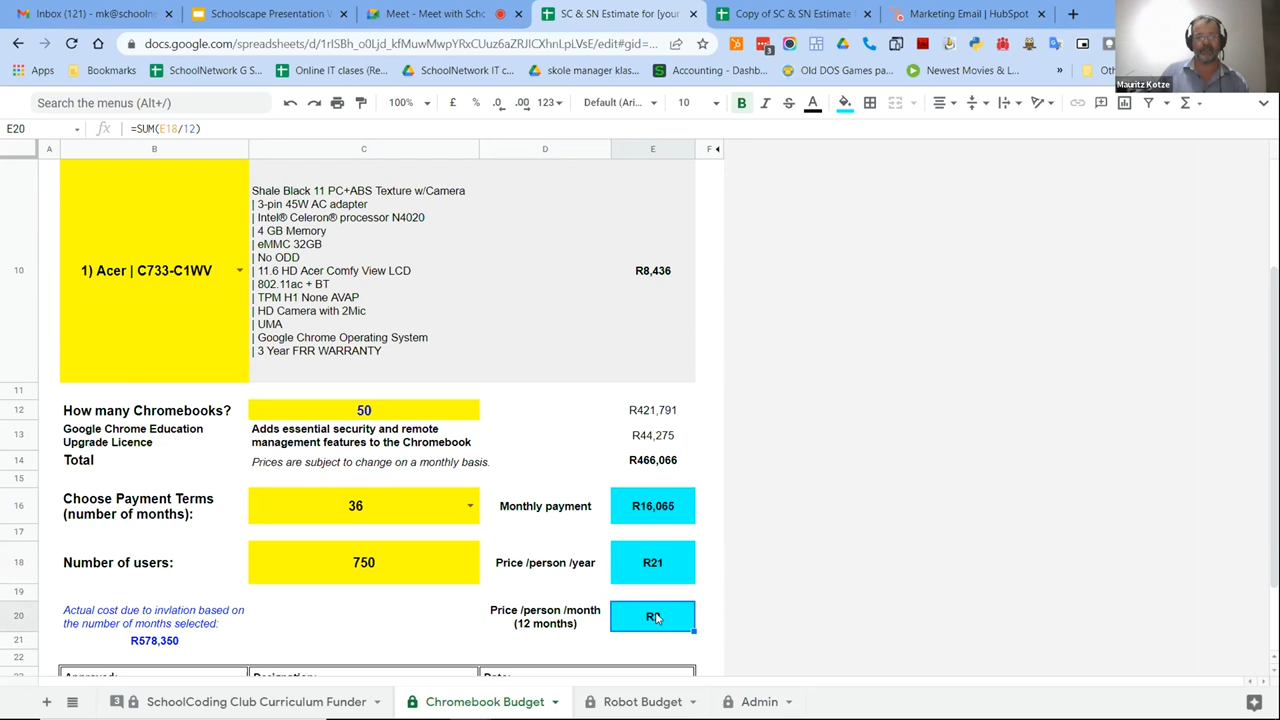 Inbox (1,146) - mk@schoolne
Schoolscape Presentation V
Meet - Meet with Scho
SC & SN Estimate for [your
Copy of SC & SN Estimate
Marketing Email | HubSpot
docs.google.com/spreadsheets/d/1rISBh_o0Ljd_kfMuwMwpYRxCUuz6aZRJICXhnLpLVsE/edit#gid=...
Mauritz Kotze
Apps
Bookmarks
SchoolNetwork G S...
Online IT clases (Re...
SchoolNetwork IT c...
skole manager klas...
Accounting - Dashb...
Old DOS Games pa...
Newest Movies & L...
»
Search the menus (Alt+/)
100%
.0
.00
123
Default (Ari...
10
B
I
S
A
E20
fx
=SUM(E18/12)
A B C D E F
10
1) Acer | C733-C1WV
Shale Black 11 PC+ABS Texture w/Camera
| 3-pin 45W AC adapter
| Intel® Celeron® processor N4020
| 4 GB Memory
| eMMC 32GB
| No ODD
| 11.6 HD Acer Comfy View LCD
| 802.11ac + BT
| TPM H1 None AVAP
| HD Camera with 2Mic
| UMA
| Google Chrome Operating System
| 3 Year FRR WARRANTY
R8,436
11
12 How many Chromebooks? 50 R421,791
13 Google Chrome Education
Upgrade Licence
Adds essential security and remote
management features to the Chromebook
R44,275
14 Total Prices are subject to change on a monthly basis. R466,066
15
16 Choose Payment Terms
(number of months):
36 Monthly payment R16,065
17
18 Number of users: 750 Price /person /year R21
19
20 Actual cost due to invlation based on
the number of months selected:
Price /person /month
(12 months)
21 R578,350
22
SchoolCoding Club Curriculum Funder
Chromebook Budget
Robot Budget
Admin